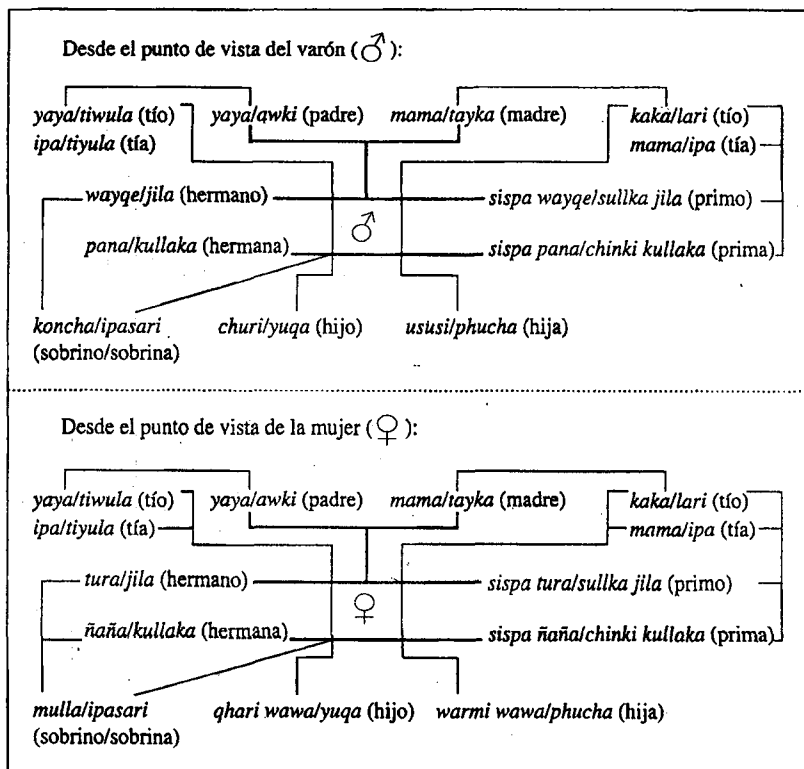 Desde el punto de vista del varón (♂):
yaya/tiwula (tío) yaya/awki (padre) mama/tayka (madre) kaka/lari (tío)
ipa/tiyula (tía) mama/ipa (tía)
wayqe/jila (hermano) sispa wayqe/sullka jila (primo)
♂
pana/kullaka (hermana) sispa pana/chinki kullaka (prima)
koncha/ipasari churi/yuqa (hijo) ususi/phucha (hija)
(sobrino/sobrina)
Desde el punto de vista de la mujer (♀):
yaya/tiwula (tío) yaya/awki (padre) mama/tayka (madre) kaka/lari (tío)
ipa/tiyula (tía) mama/ipa (tía)
tura/jila (hermano) sispa tura/sullka jila (primo)
♀
ñaña/kullaka (hermana) sispa ñaña/chinki kullaka (prima)
mulla/ipasari qhari wawa/yuqa (hijo) warmi wawa/phucha (hija)
(sobrino/sobrina)